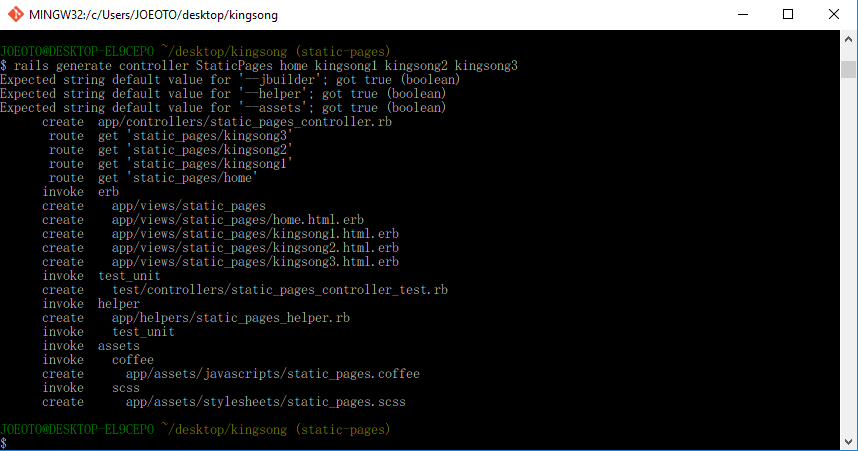 MINGW32:/c/Users/JOEOTO/desktop/kingsong
JOEOTO@DESKTOP-EL9CEPO ~/desktop/kingsong (static-pages)
$ rails generate controller StaticPages home kingsong1 kingsong2 kingsong3
Expected string default value for '--jbuilder'; got true (boolean)
Expected string default value for '--helper'; got true (boolean)
Expected string default value for '--assets'; got true (boolean)
      create  app/controllers/static_pages_controller.rb
       route  get 'static_pages/kingsong3'
       route  get 'static_pages/kingsong2'
       route  get 'static_pages/kingsong1'
       route  get 'static_pages/home'
      invoke  erb
      create    app/views/static_pages
      create    app/views/static_pages/home.html.erb
      create    app/views/static_pages/kingsong1.html.erb
      create    app/views/static_pages/kingsong2.html.erb
      create    app/views/static_pages/kingsong3.html.erb
      invoke  test_unit
      create    test/controllers/static_pages_controller_test.rb
      invoke  helper
      create    app/helpers/static_pages_helper.rb
      invoke    test_unit
      invoke  assets
      invoke    coffee
      create      app/assets/javascripts/static_pages.coffee
      invoke    scss
      create      app/assets/stylesheets/static_pages.scss
JOEOTO@DESKTOP-EL9CEPO ~/desktop/kingsong (static-pages)
$